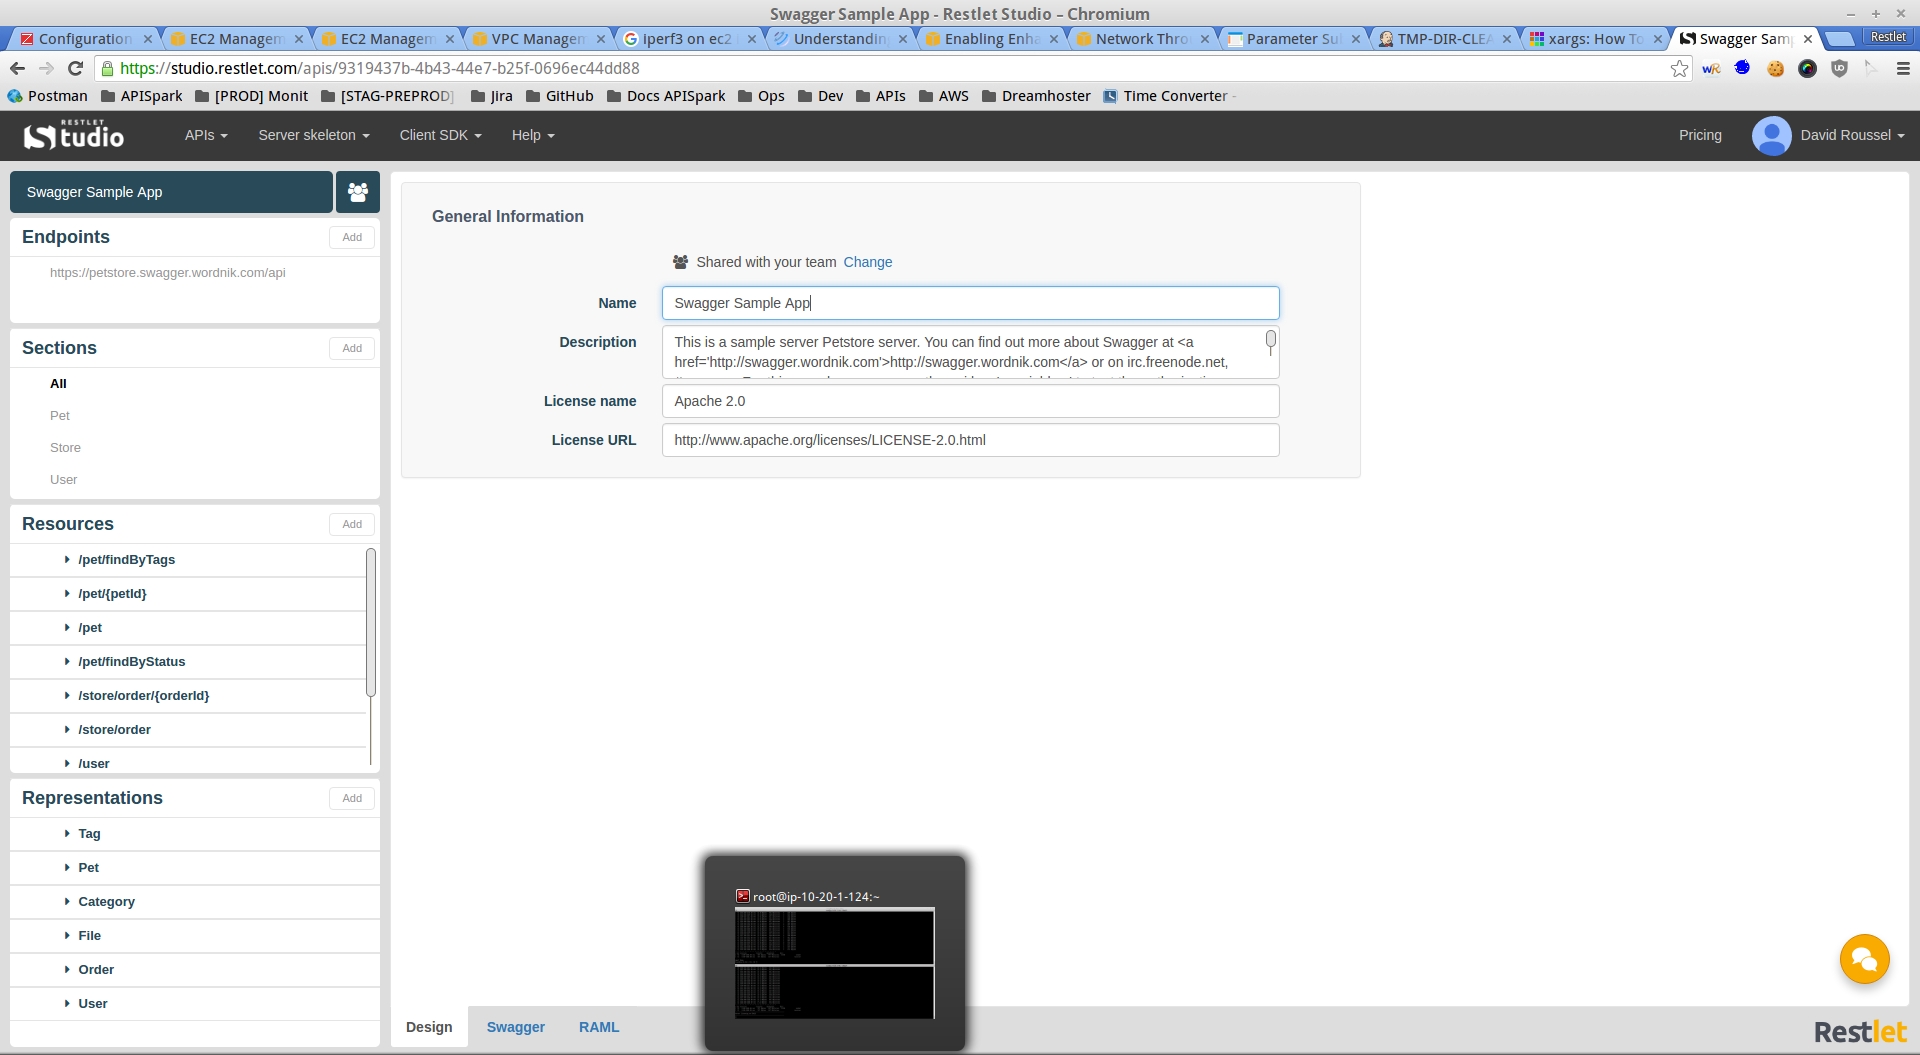 Swagger Sample App - Restlet Studio – Chromium
Configuration
EC2 Managem
EC2 Managem
VPC Managem
iperf3 on ec2
Understanding
Enabling Enha
Network Thro
Parameter Su
TMP-DIR-CLEA
xargs: How To
Swagger Sam
Restlet
https://studio.restlet.com/apis/9319437b-4b43-44e7-b25f-0696ec44dd88
Postman
APISpark
[PROD] Monit
[STAG-PREPROD]
Jira
GitHub
Docs APISpark
Ops
Dev
APIs
AWS
Dreamhoster
Time Converter -
RESTLET
Studio
APIs
Server skeleton
Client SDK
Help
Pricing
David Roussel
Swagger Sample App
Endpoints
Add
https://petstore.swagger.wordnik.com/api
Sections
Add
All
Pet
Store
User
Resources
Add
/pet/findByTags
/pet/{petId}
/pet
/pet/findByStatus
/store/order/{orderId}
/store/order
/user
Representations
Add
Tag
Pet
Category
File
Order
User
General Information
Shared with your team Change
Name
Swagger Sample App
Description
This is a sample server Petstore server. You can find out more about Swagger at <a
href='http://swagger.wordnik.com'>http://swagger.wordnik.com</a> or on irc.freenode.net,
License name
Apache 2.0
License URL
http://www.apache.org/licenses/LICENSE-2.0.html
root@ip-10-20-1-124:~
Design
Swagger
RAML
Restlet